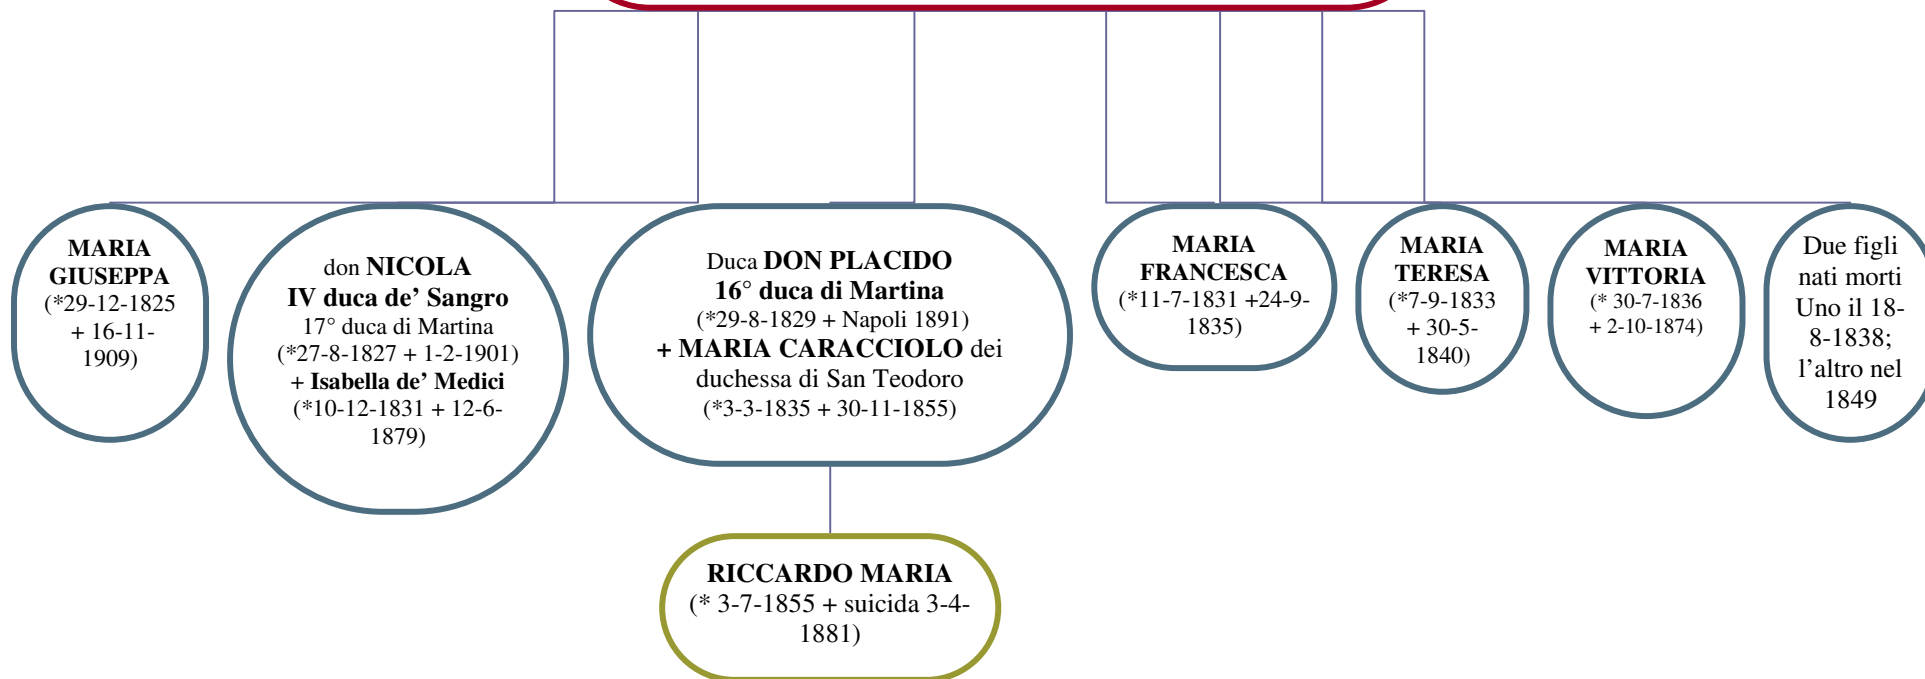 MARIA
GIUSEPPA
(*29-12-1825
+ 16-11-
1909)
don NICOLA
IV duca de’ Sangro
17° duca di Martina
(*27-8-1827 + 1-2-1901)
+ Isabella de’ Medici
(*10-12-1831 + 12-6-
1879)
Duca DON PLACIDO
16° duca di Martina
(*29-8-1829 + Napoli 1891)
+ MARIA CARACCIOLO dei
duchessa di San Teodoro
(*3-3-1835 + 30-11-1855)
MARIA
FRANCESCA
(*11-7-1831 +24-9-
1835)
MARIA
TERESA
(*7-9-1833
+ 30-5-
1840)
MARIA
VITTORIA
(* 30-7-1836
+ 2-10-1874)
Due figli
nati morti
Uno il 18-
8-1838;
l’altro nel
1849
RICCARDO MARIA
(* 3-7-1855 + suicida 3-4-
1881)